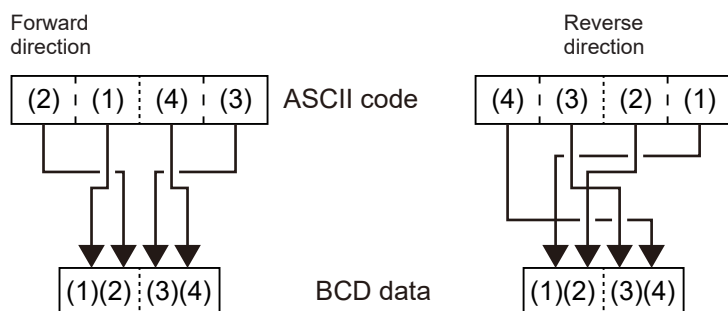 Forward
direction
Reverse
direction
(2) (1) (4) (3) ASCII code (4) (3) (2) (1)
(1)(2) (3)(4) BCD data (1)(2) (3)(4)